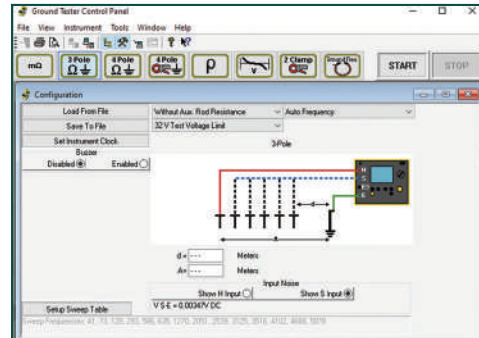 Ground Tester Control Panel
File View Instrument Tools Window Help
mΩ
3 Pole
Ω
4 Pole
Ω
4 Pole
ρ
V
2 Clamp
START
STOP
Configuration
Load From File
Without Aux. Rod Resistance
Auto Frequency
Save To File
32 V Test Voltage Limit
Set Instrument Clock
3-Pole
Buzzer
Disabled
Enabled
H
S
E
d
A
d = ---
Meters
A= ---
Meters
Input Noise
Show H Input
Show S Input
Setup Sweep Table
V S-E = 0.00347V DC